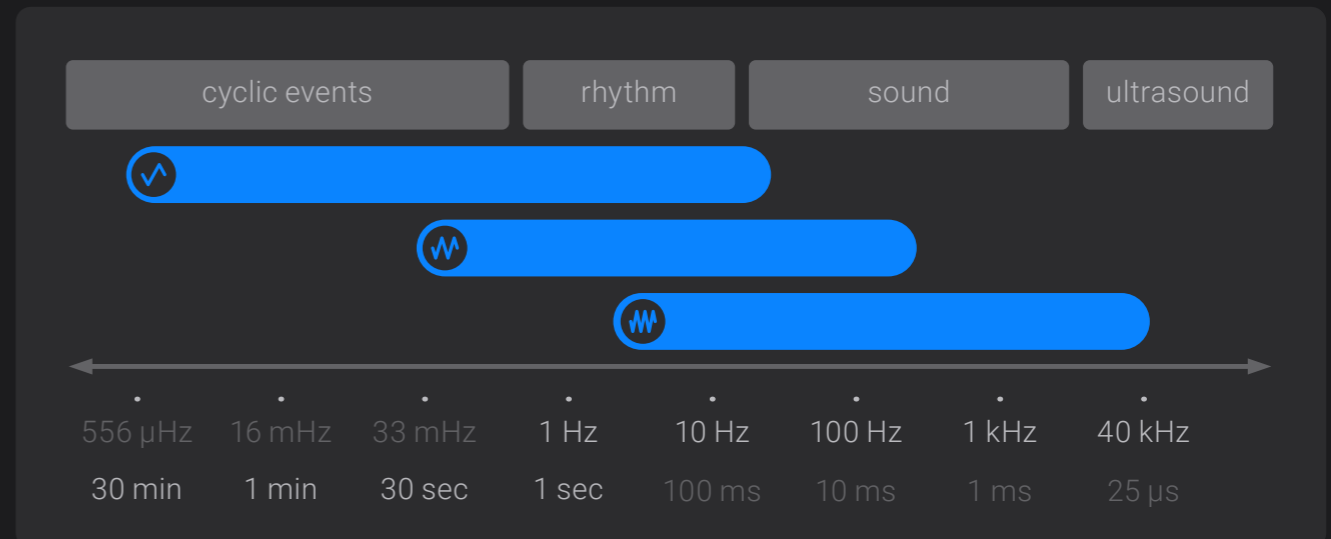 cyclic events rhythm sound ultrasound
556 µHz 16 mHz 33 mHz 1 Hz 10 Hz 100 Hz 1 kHz 40 kHz
30 min 1 min 30 sec 1 sec 100 ms 10 ms 1 ms 25 µs